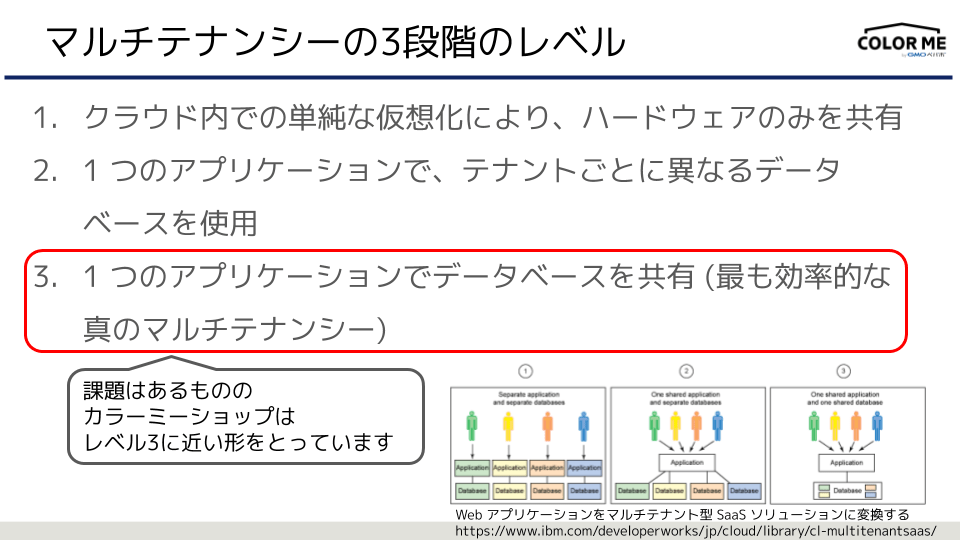 マルチテナンシーの3段階のレベル
COLOR ME
by GMOペパボ
1. クラウド内での単純な仮想化により、ハードウェアのみを共有
2. 1 つのアプリケーションで、テナントごとに異なるデータ
ベースを使用
3. 1 つのアプリケーションでデータベースを共有 (最も効率的な
真のマルチテナンシー)
課題はあるものの
カラーミーショップは
レベル3に近い形をとっています
1 2 3
Separate application
and separate databases
One shared application
and separate databases
One shared application
and one shared database
Application Application Application Application
Database Database Database Database
Application
Database Database Database Database
Application
Database
Web アプリケーションをマルチテナント型 SaaS ソリューションに変換する
https://www.ibm.com/developerworks/jp/cloud/library/cl-multitenantsaas/